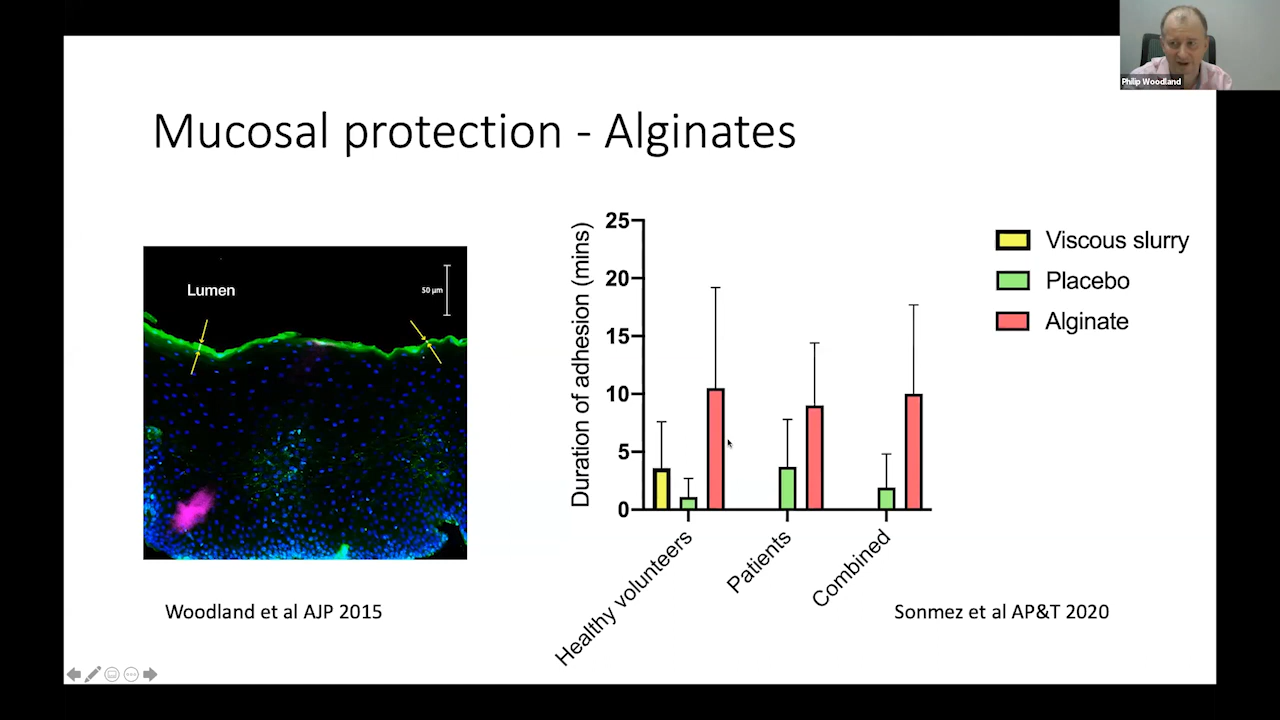 Philip Woodland
Mucosal protection - Alginates
Lumen
50 µm
Duration of adhesion (mins)
25
20
15
10
5
0
Healthy volunteers
Patients
Combined
Viscous slurry
Placebo
Alginate
Woodland et al AJP 2015
Sonmez et al AP&T 2020